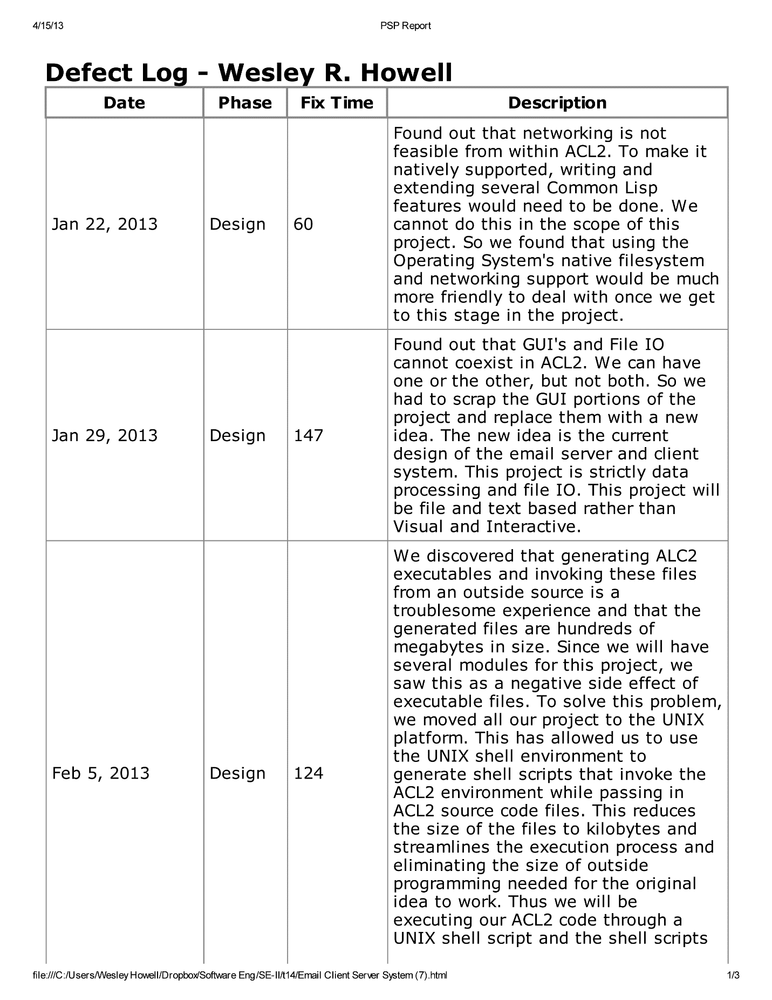 4/15/13 PSP Report
Defect Log - Wesley R. Howell
Date Phase Fix Time Description
Found out that networking is not
feasible from within ACL2. To make it
natively supported, writing and
extending several Common Lisp
features would need to be done. We
Jan 22, 2013 Design 60 cannot do this in the scope of this
project. So we found that using the
Operating System's native filesystem
and networking support would be much
more friendly to deal with once we get
to this stage in the project.
Found out that GUI's and File IO
cannot coexist in ACL2. We can have
one or the other, but not both. So we
had to scrap the GUI portions of the
project and replace them with a new
Jan 29, 2013 Design 147 idea. The new idea is the current
design of the email server and client
system. This project is strictly data
processing and file IO. This project will
be file and text based rather than
Visual and Interactive.
We discovered that generating ALC2
executables and invoking these files
from an outside source is a
troublesome experience and that the
generated files are hundreds of
megabytes in size. Since we will have
several modules for this project, we
saw this as a negative side effect of
executable files. To solve this problem,
we moved all our project to the UNIX
platform. This has allowed us to use
the UNIX shell environment to
Feb 5, 2013 Design 124 generate shell scripts that invoke the
ACL2 environment while passing in
ACL2 source code files. This reduces
the size of the files to kilobytes and
streamlines the execution process and
eliminating the size of outside
programming needed for the original
idea to work. Thus we will be
executing our ACL2 code through a
UNIX shell script and the shell scripts
file:///C:/Users/Wesley Howell/Dropbox/Software Eng/SE-II/t14/Email Client Server System (7).html 1/3